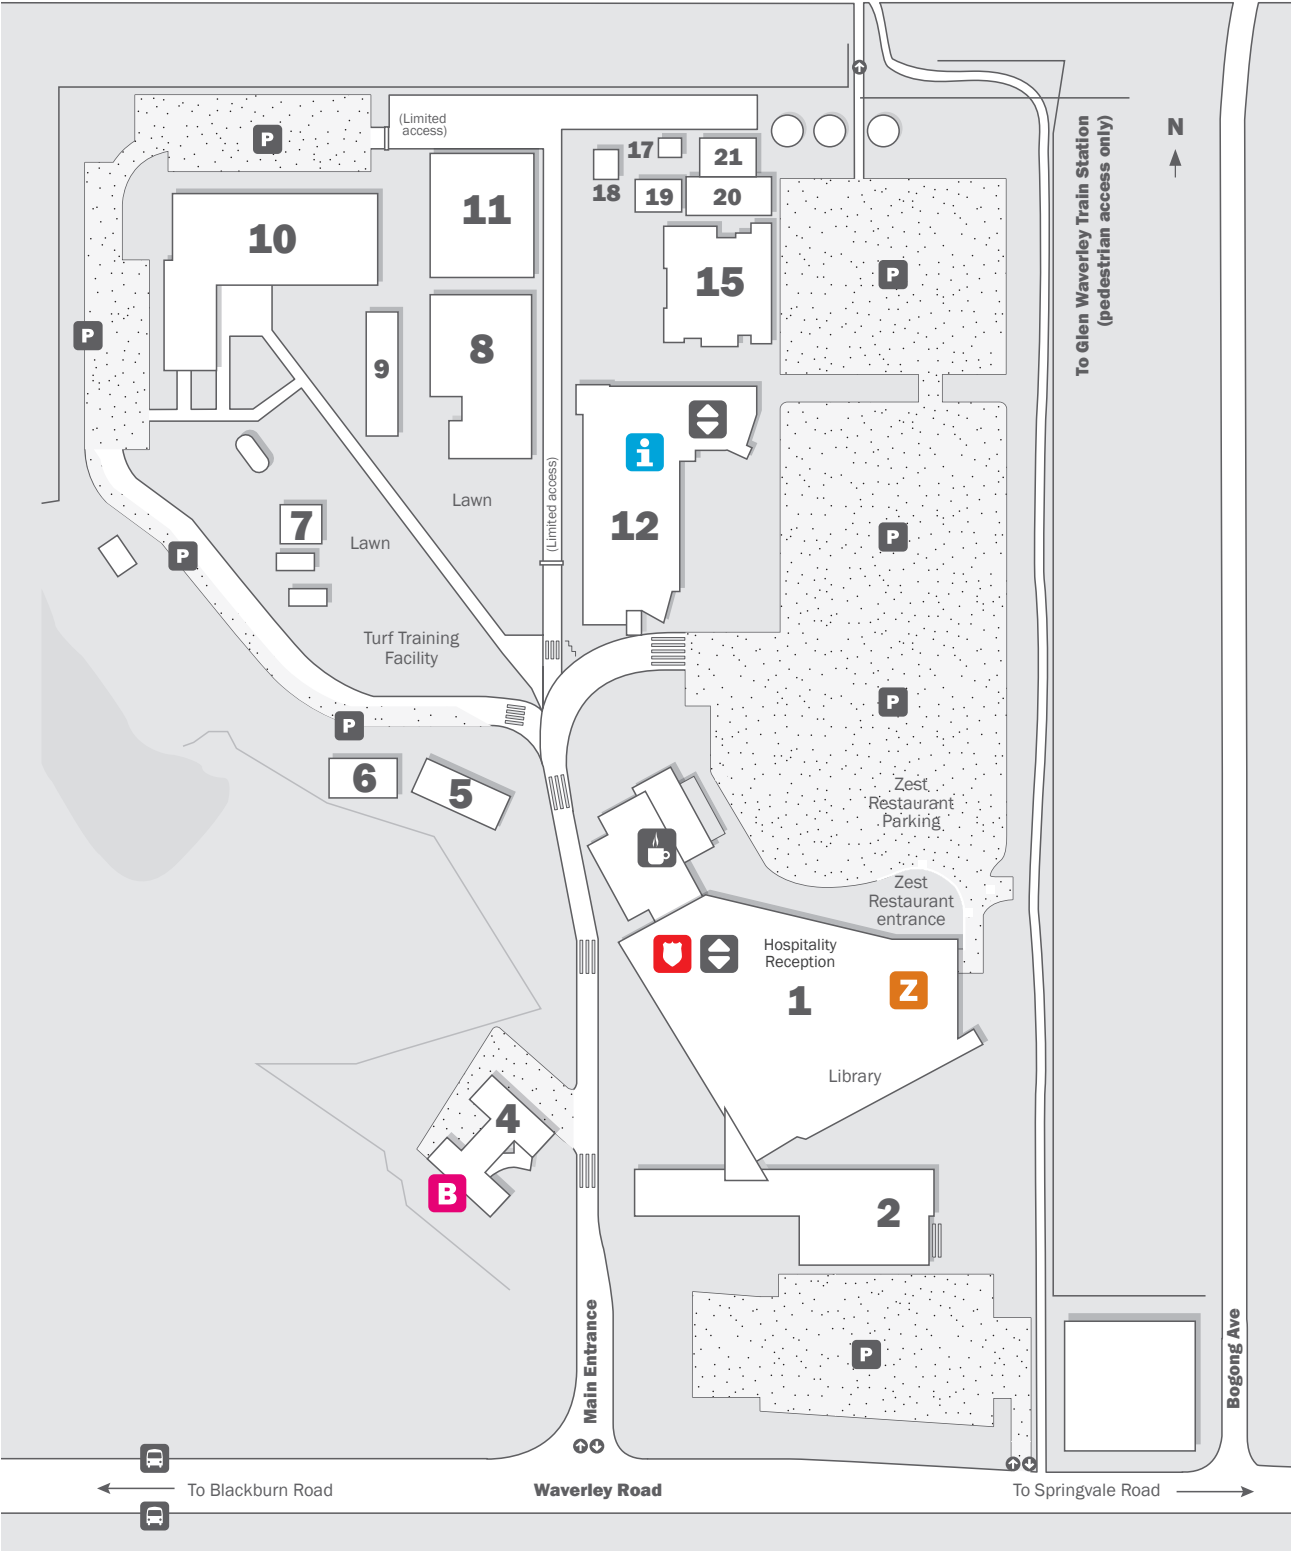 (Limited
access)
P
N
17
21
18
19
20
11
10
15
P
P
To Glen Waverley Train Station
(pedestrian access only)
9
8
i
12
(Limited access)
Lawn
7
Lawn
P
P
Turf Training
Facility
P
P
6
5
Zest
Restaurant
Parking
Zest
Restaurant
entrance
Hospitality
Reception
1
Z
Library
4
B
2
Main Entrance
P
Bogong Ave
To Blackburn Road
Waverley Road
To Springvale Road